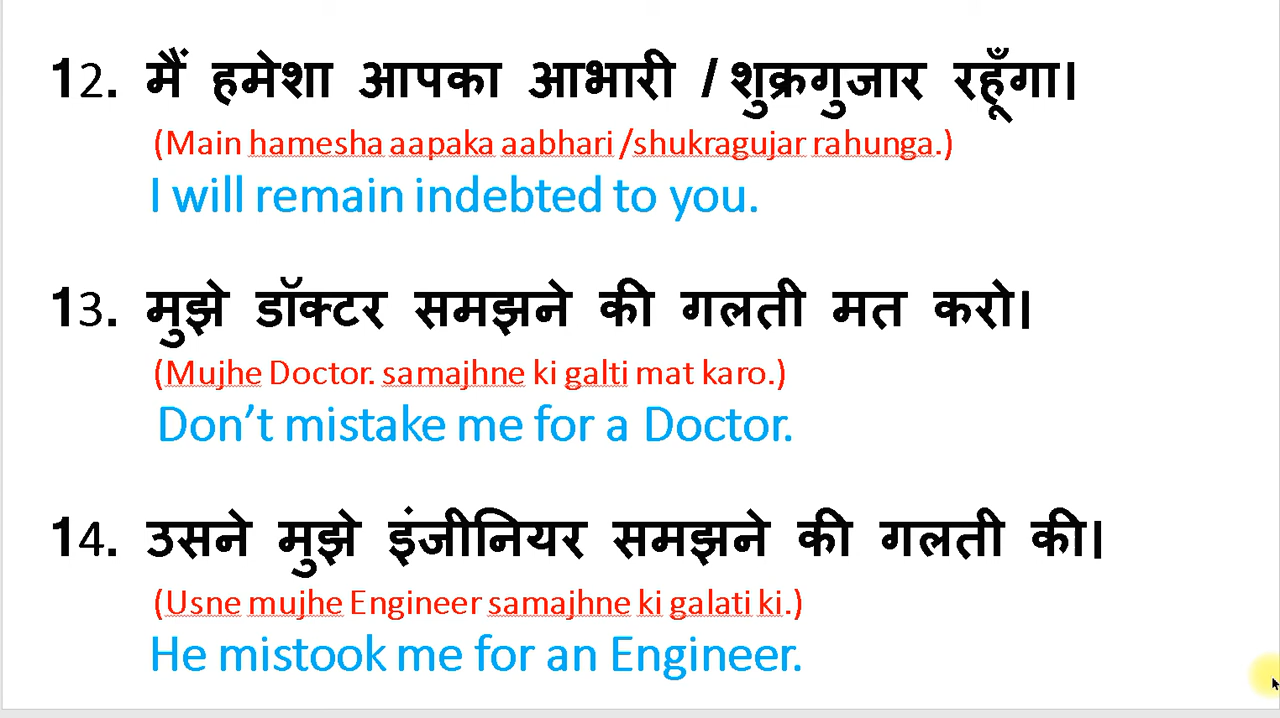 12. मैं हमेशा आपका आभारी / शुक्रगुजार रहूँगा।
(Main hamesha aapaka aabhari /shukragujar rahunga.)
I will remain indebted to you.
13. मुझे डॉक्टर समझने की गलती मत करो।
(Mujhe Doctor. samajhne ki galti mat karo.)
Don’t mistake me for a Doctor.
14. उसने मुझे इंजीनियर समझने की गलती की।
(Usne mujhe Engineer samajhne ki galati ki.)
He mistook me for an Engineer.